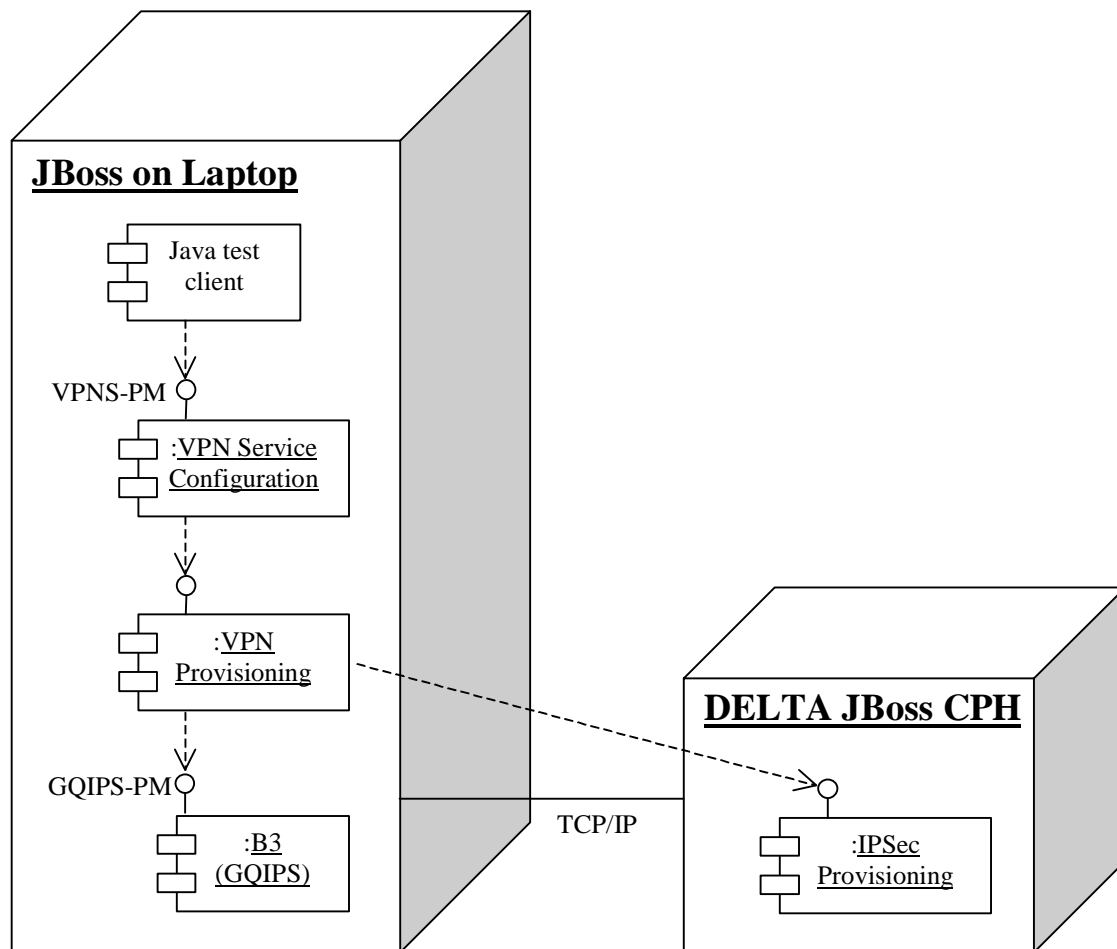 JBoss on Laptop
Java test
client
VPNS-PM
:VPN Service
Configuration
:VPN
Provisioning
GQIPS-PM
:B3
(GQIPS)
TCP/IP
DELTA JBoss CPH
:IPSec
Provisioning